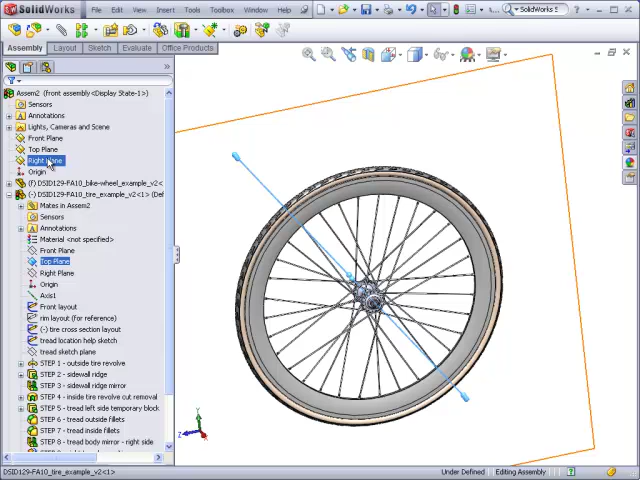 SolidWorks File Edit View Insert Tools Toolbox Window Help SolidWorks S
Assembly Layout Sketch Evaluate Office Products
Assem2 (front assembly<Display State-1>)
Sensors
Annotations
Lights, Cameras and Scene
Front Plane
Top Plane
Right Plane
Origin
(f) DSID129-FA10_bike-wheel_example_v2<
(-) DSID129-FA10_tire_example_v2<1> (Def
Mates in Assem2
Sensors
Annotations
Material <not specified>
Front Plane
Top Plane
Right Plane
Origin
Axis1
Front layout
rim layout (for reference)
(-) tire cross section layout
tread location help sketch
tread sketch plane
STEP 1 - outside tire revolve
STEP 2 - sidewall ridge
STEP 3 - sidewall ridge mirror
STEP 4 - inside tire revolve cut removal
STEP 5 - tread left side temporary block
STEP 6 - tread outside fillets
STEP 7 - tread inside fillets
STEP 8 - tread body mirror - right side
Y
Z
X
DSID129-FA10_tire_example_v2<1> Under Defined Editing Assembly